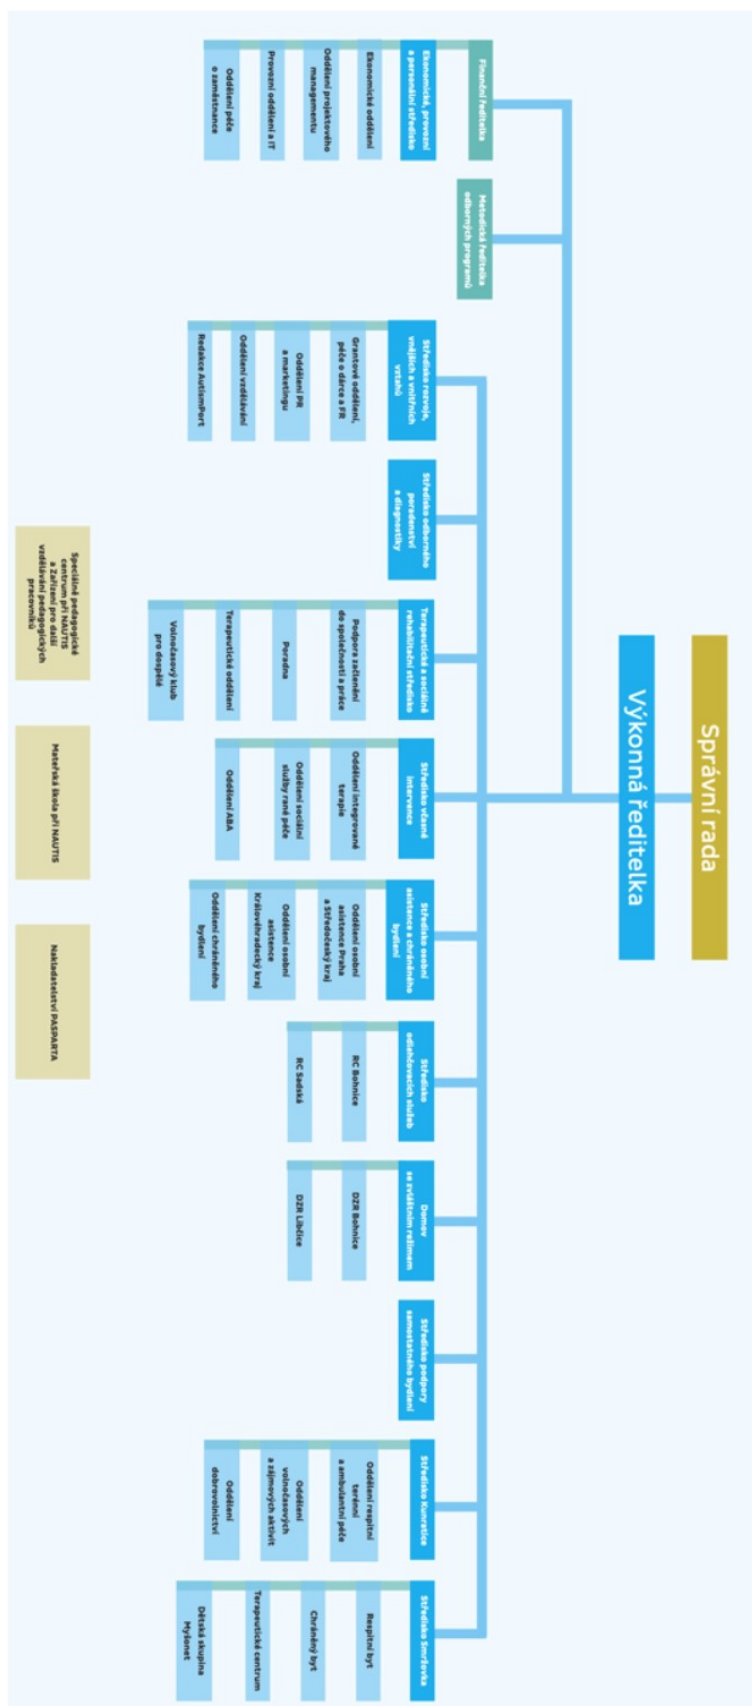 Správní rada
Výkonná ředitelka
Finanční ředitelka
Ekonomické, provozní
a personální středisko
Ekonomické oddělení
Oddělení projektového
managementu
Provozní oddělení a IT
Oddělení péče
o zaměstnance
Metodická ředitelka
odborných programů
Středisko rozvoje,
vnějších a vnitřních
vztahů
Grantové oddělení,
péče o dárce a FR
Oddělení PR
a marketingu
Oddělení vzdělávání
Redakce AutismPort
Středisko odborného
poradenství
a diagnostiky
Terapeutické a sociálně
rehabilitační středisko
Podpora začlenění
do společnosti a práce
Poradna
Terapeutické oddělení
Volnočasový klub
pro dospělé
Středisko včasné
intervence
Oddělení integrované
terapie
Oddělení sociální
služby rané péče
Oddělení ABA
Středisko osobní
asistence a chráněného
bydlení
Oddělení osobní
asistence Praha
a Středočeský kraj
Oddělení osobní
asistence
Královéhradecký kraj
Oddělení chráněného
bydlení
Středisko
odlehčovacích služeb
RC Bohnice
RC Sadská
Domov
se zvláštním režimem
DZR Bohnice
DZR Libčice
Středisko podpory
samostatného bydlení
Středisko Kunratice
Oddělení respitní
terénní
a ambulantní péče
Oddělení
volnočasových
a zájmových aktivit
Oddělení
dobrovolnictví
Středisko Smržovka
Respitní byt
Chráněný byt
Terapeutické centrum
Dětská skupina
Myšonet
Speciálně pedagogické
centrum při NAUTIS
a Zařízení pro další
vzdělávání pedagogických
pracovníků
Mateřská škola při NAUTIS
Nakladatelství PASPARTA